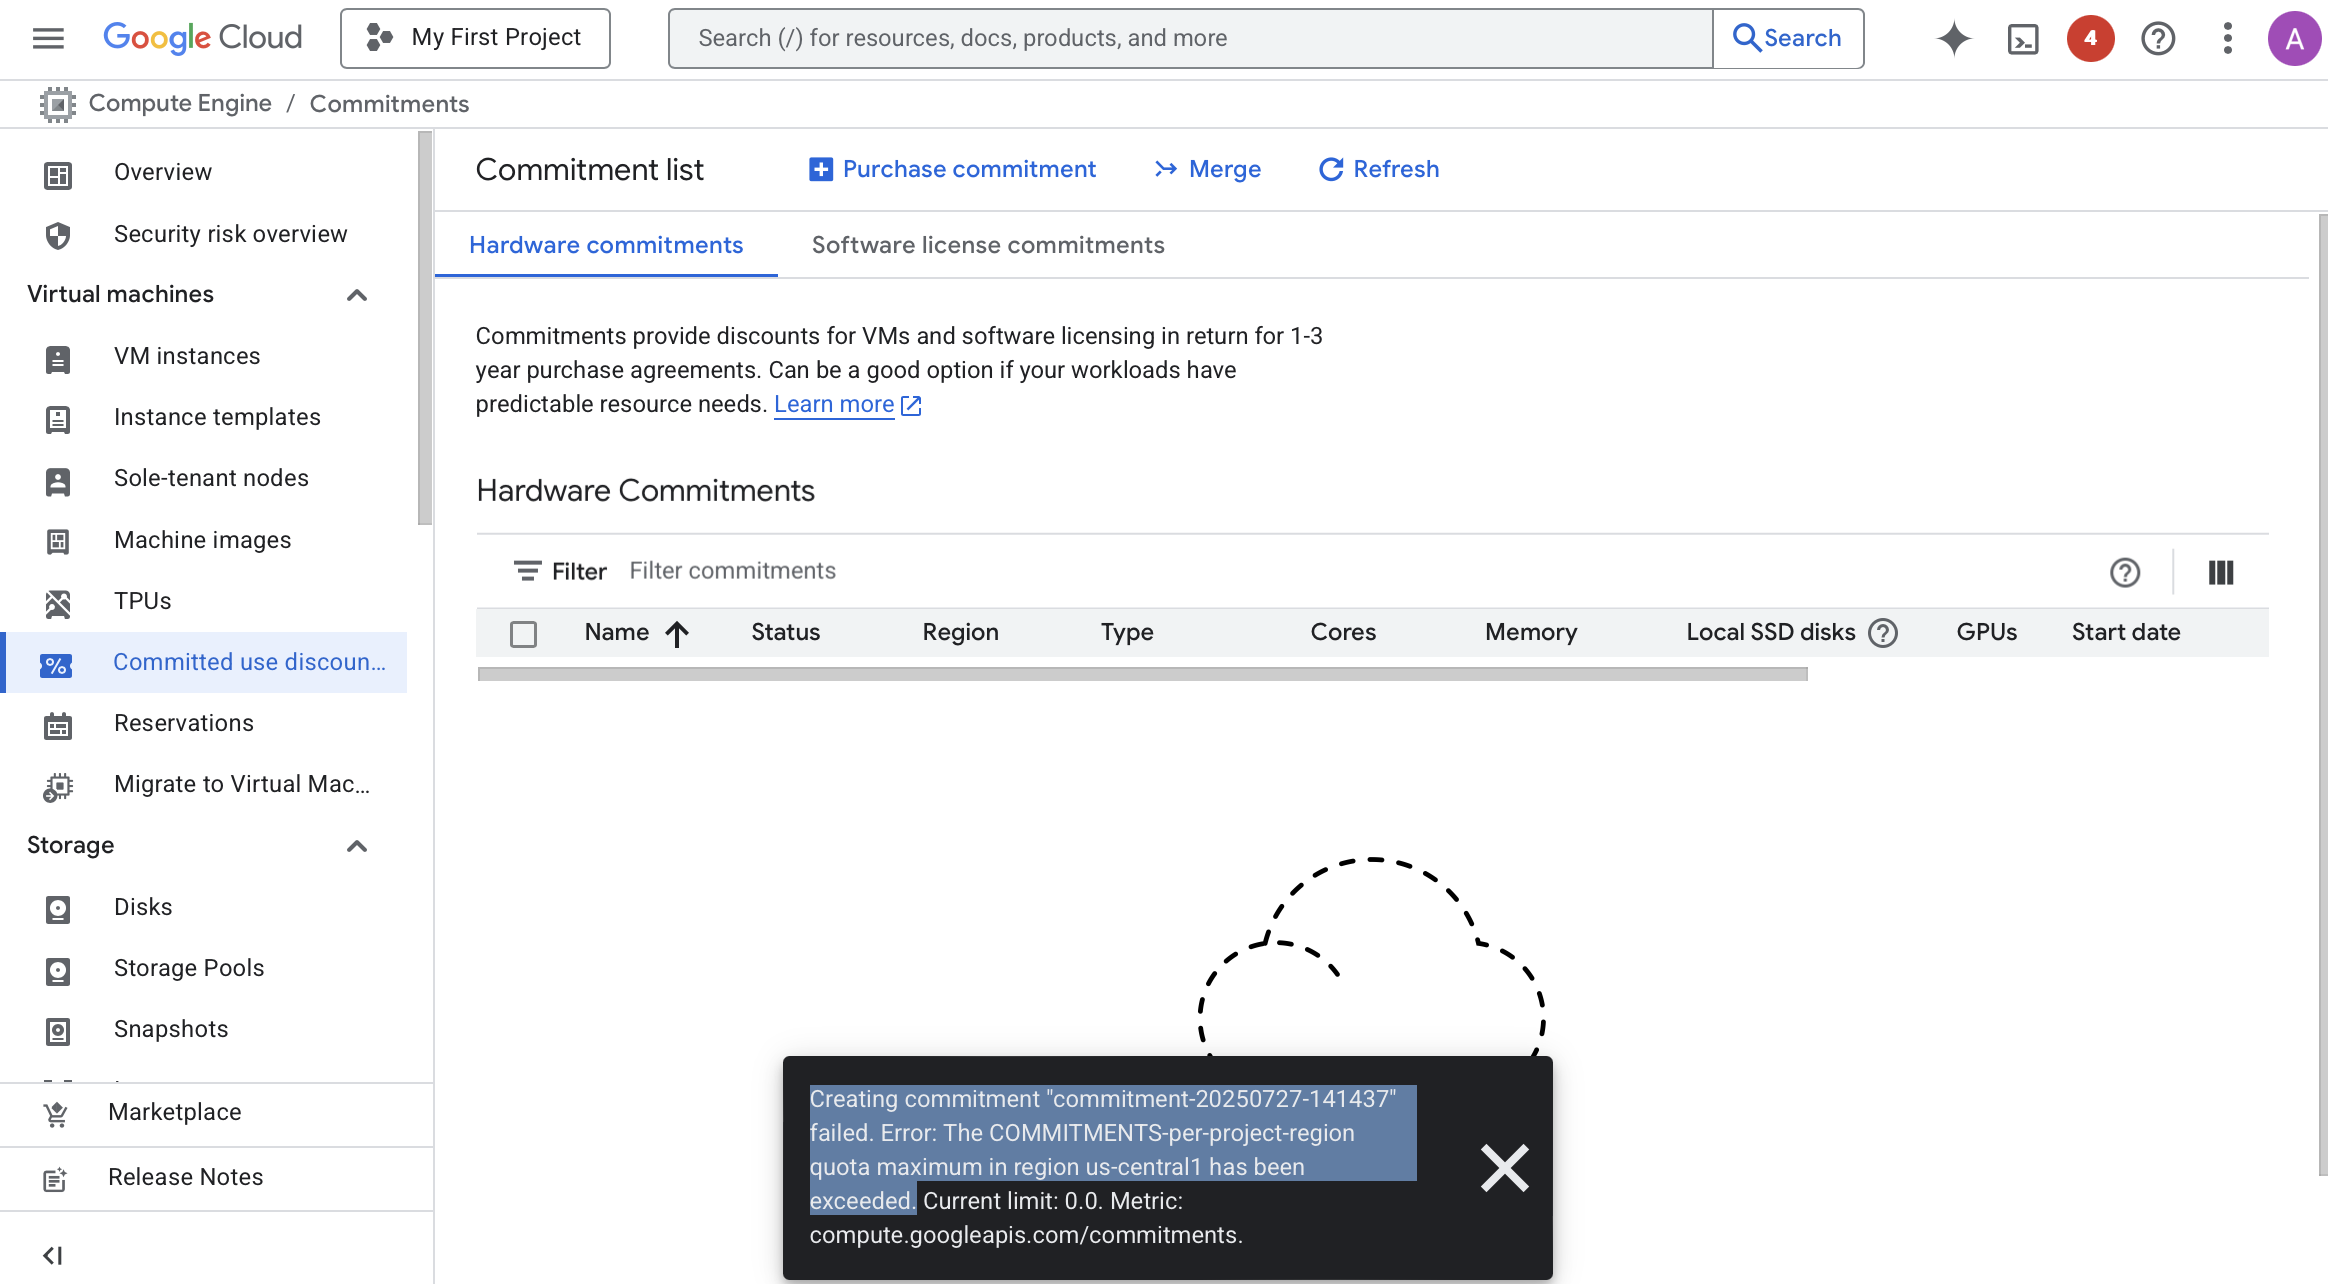 Google Cloud
My First Project
Search (/) for resources, docs, products, and more
Search
4
A
Compute Engine / Commitments
Overview
Security risk overview
Virtual machines
VM instances
Instance templates
Sole-tenant nodes
Machine images
TPUs
Committed use discoun...
Reservations
Migrate to Virtual Mac...
Storage
Disks
Storage Pools
Snapshots
Marketplace
Release Notes
Commitment list
Purchase commitment
Merge
Refresh
Hardware commitments
Software license commitments
Commitments provide discounts for VMs and software licensing in return for 1-3
year purchase agreements. Can be a good option if your workloads have
predictable resource needs. Learn more
Hardware Commitments
Filter Filter commitments
Name Status Region Type Cores Memory Local SSD disks GPUs Start date
Creating commitment "commitment-20250727-141437"
failed. Error: The COMMITMENTS-per-project-region
quota maximum in region us-central1 has been
exceeded. Current limit: 0.0. Metric:
compute.googleapis.com/commitments.